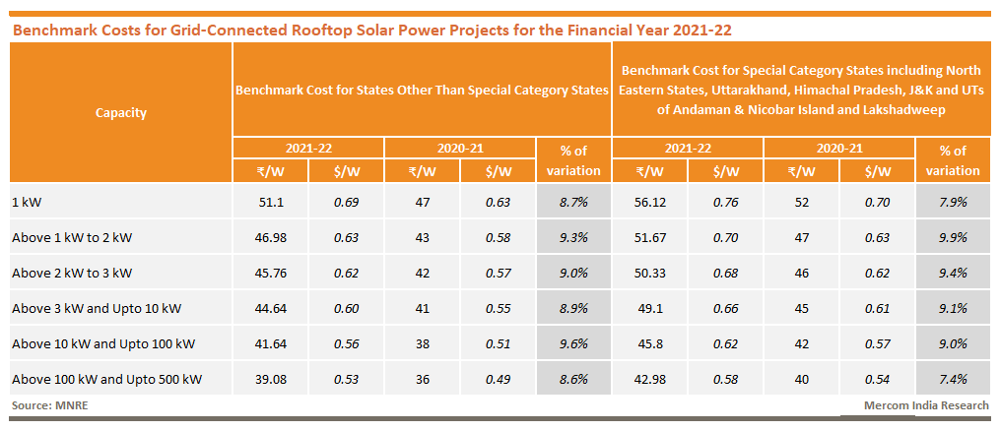 Benchmark Costs for Grid-Connected Rooftop Solar Power Projects for the Financial Year 2021-22
Capacity
Benchmark Cost for States Other Than Special Category States
Benchmark Cost for Special Category States including North
Eastern States, Uttarakhand, Himachal Pradesh, J&K and UTs
of Andaman & Nicobar Island and Lakshadweep
2021-22 2020-21 % of variation 2021-22 2020-21 % of variation
₹/W $/W ₹/W $/W ₹/W $/W ₹/W $/W
1 kW 51.1 0.69 47 0.63 8.7% 56.12 0.76 52 0.70 7.9%
Above 1 kW to 2 kW 46.98 0.63 43 0.58 9.3% 51.67 0.70 47 0.63 9.9%
Above 2 kW to 3 kW 45.76 0.62 42 0.57 9.0% 50.33 0.68 46 0.62 9.4%
Above 3 kW and Upto 10 kW 44.64 0.60 41 0.55 8.9% 49.1 0.66 45 0.61 9.1%
Above 10 kW and Upto 100 kW 41.64 0.56 38 0.51 9.6% 45.8 0.62 42 0.57 9.0%
Above 100 kW and Upto 500 kW 39.08 0.53 36 0.49 8.6% 42.98 0.58 40 0.54 7.4%
Source: MNRE Mercom India Research